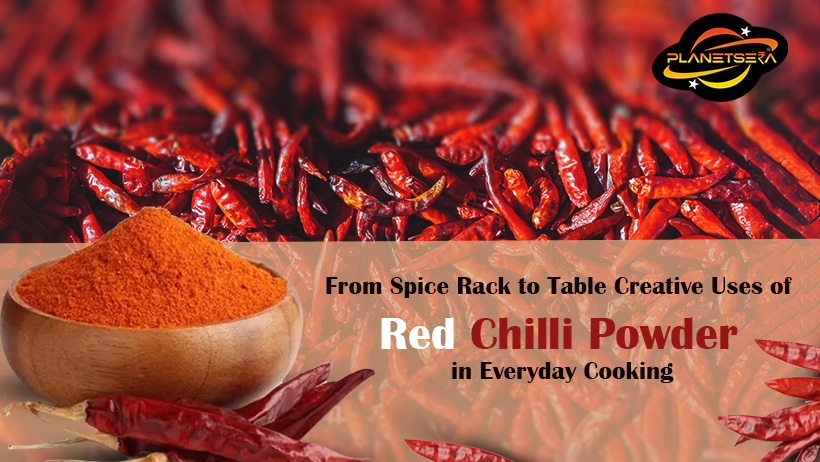 PLANETSERA
From Spice Rack to Table Creative Uses of
Red Chilli Powder
in Everyday Cooking